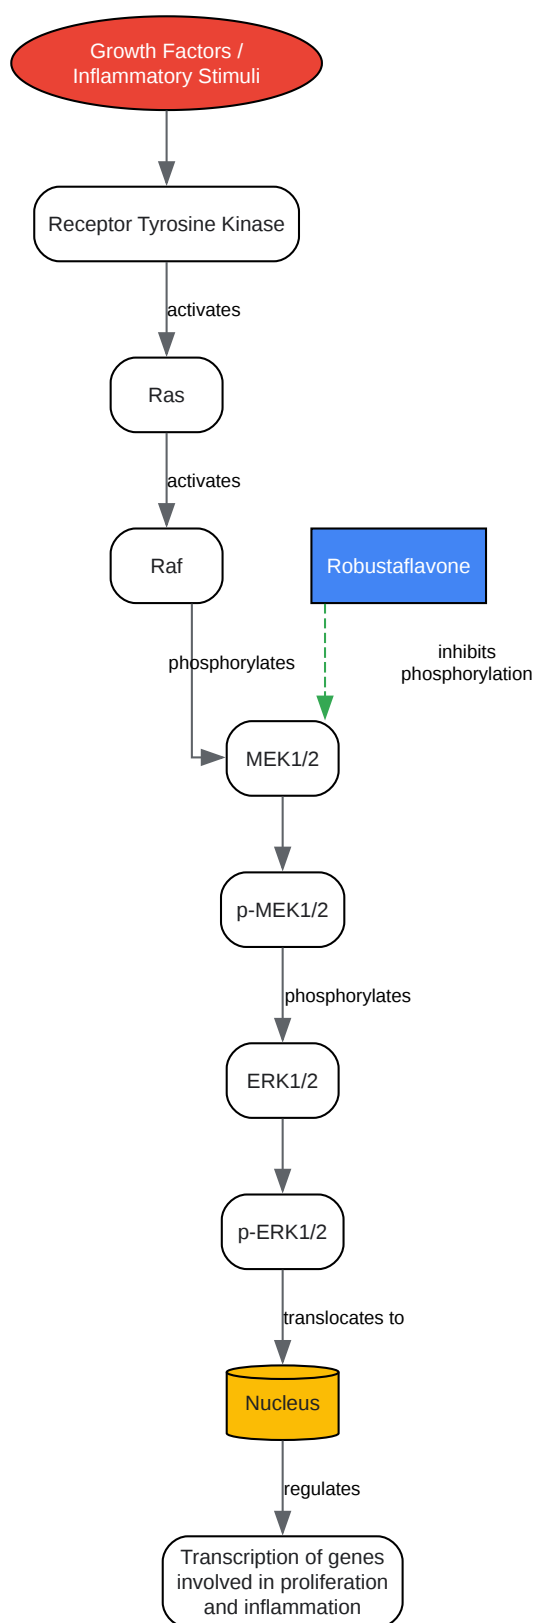 Growth Factors /
Inflammatory Stimuli
Receptor Tyrosine Kinase
activates
Ras
activates
Raf
Robustaflavone
phosphorylates
inhibits
phosphorylation
MEK1/2
p-MEK1/2
phosphorylates
ERK1/2
p-ERK1/2
translocates to
Nucleus
regulates
Transcription of genes
involved in proliferation
and inflammation